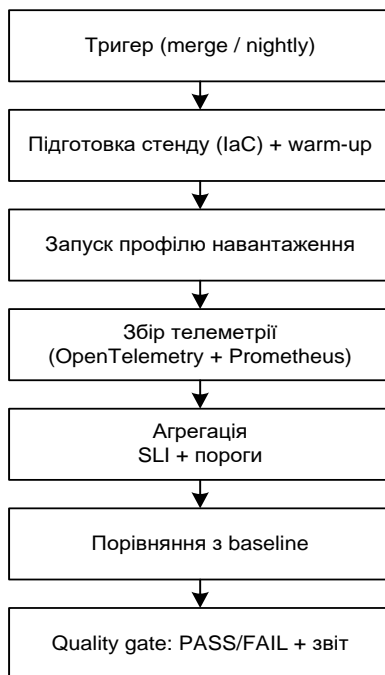 Тригер (merge / nightly)
Підготовка стенду (IaC) + warm-up
Запуск профілю навантаження
Збір телеметрії
(OpenTelemetry + Prometheus)
Агрегація
SLI + пороги
Порівняння з baseline
Quality gate: PASS/FAIL + звіт